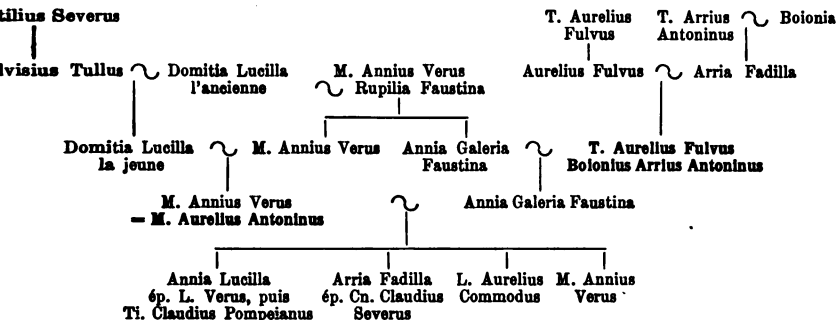 tilius Severus T. Aurelius T. Arrius Boionia
Fulvus Antoninus
lvisius Tullus Domitia Lucilla M. Annius Verus Aurelius Fulvus Arria Fadilla
l'ancienne Rupilia Faustina
Domitia Lucilla M. Annius Verus Annia Galeria T. Aurelius Fulvus
la jeune Faustina Boionius Arrius Antoninus
M. Annius Verus Annia Galeria Faustina
= M. Aurelius Antoninus
Annia Lucilla Arria Fadilla L. Aurelius M. Annius
ép. L. Verus, puis ép. Cn. Claudius Commodus Verus
Ti. Claudius Pompeianus Severus